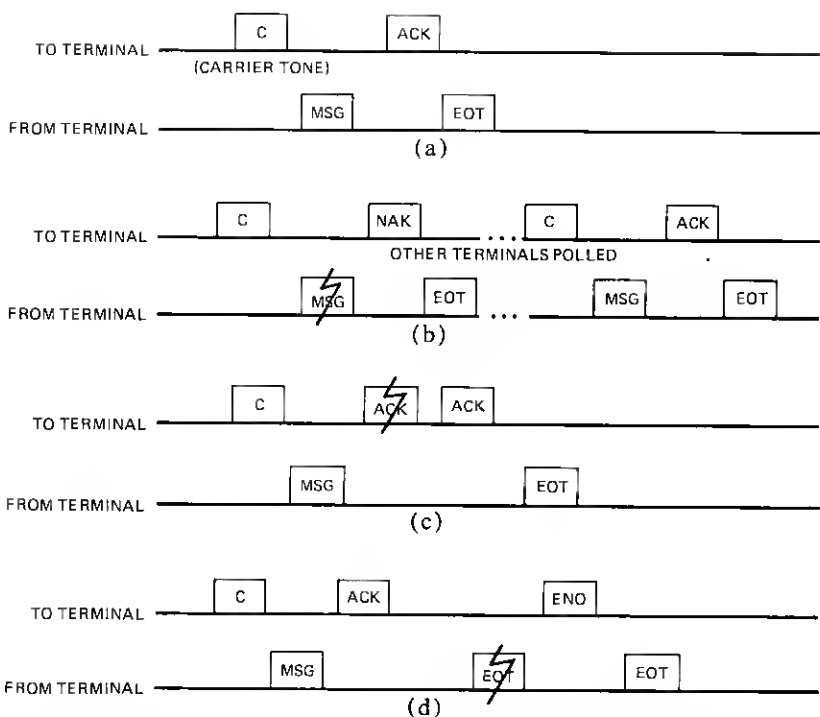 C ACK
TO TERMINAL
(CARRIER TONE)
MSG EOT
FROM TERMINAL
(a)
C NAK ... C ACK
TO TERMINAL
OTHER TERMINALS POLLED
MSG EOT ... MSG EOT
FROM TERMINAL
(b)
C ACK ACK
TO TERMINAL
MSG EOT
FROM TERMINAL
(c)
C ACK ENQ
TO TERMINAL
MSG EOT EOT
FROM TERMINAL
(d)